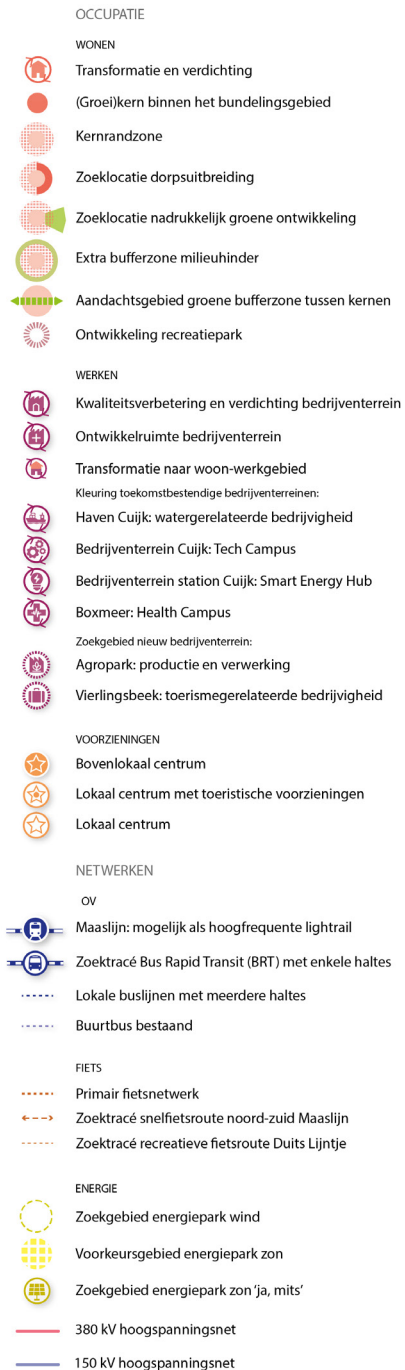 OCCUPATIE
WONEN
Transformatie en verdichting
(Groei)kern binnen het bundelingsgebied
Kernrandzone
Zoeklocatie dorpsuitbreiding
Zoeklocatie nadrukkelijk groene ontwikkeling
Extra bufferzone milieuhinder
Aandachtsgebied groene bufferzone tussen kernen
Ontwikkeling recreatiepark
WERKEN
Kwaliteitsverbetering en verdichting bedrijventerrein
Ontwikkelruimte bedrijventerrein
Transformatie naar woon-werkgebied
Kleuring toekomstbestendige bedrijventerreinen:
Haven Cuijk: watergerelateerde bedrijvigheid
Bedrijventerrein Cuijk: Tech Campus
Bedrijventerrein station Cuijk: Smart Energy Hub
Boxmeer: Health Campus
Zoekgebied nieuw bedrijventerrein:
Agropark: productie en verwerking
Vierlingsbeek: toerismegerelateerde bedrijvigheid
VOORZIENINGEN
Bovenlokaal centrum
Lokaal centrum met toeristische voorzieningen
Lokaal centrum
NETWERKEN
OV
Maaslijn: mogelijk als hoogfrequente lightrail
Zoektracé Bus Rapid Transit (BRT) met enkele haltes
Lokale buslijnen met meerdere haltes
Buurtbus bestaand
FIETS
Primair fietsnetwerk
Zoektracé snelfietsroute noord-zuid Maaslijn
Zoektracé recreatieve fietsroute Duits Lijntje
ENERGIE
Zoekgebied energiepark wind
Voorkeursgebied energiepark zon
Zoekgebied energiepark zon 'ja, mits'
380 kV hoogspanningsnet
150 kV hoogspanningsnet